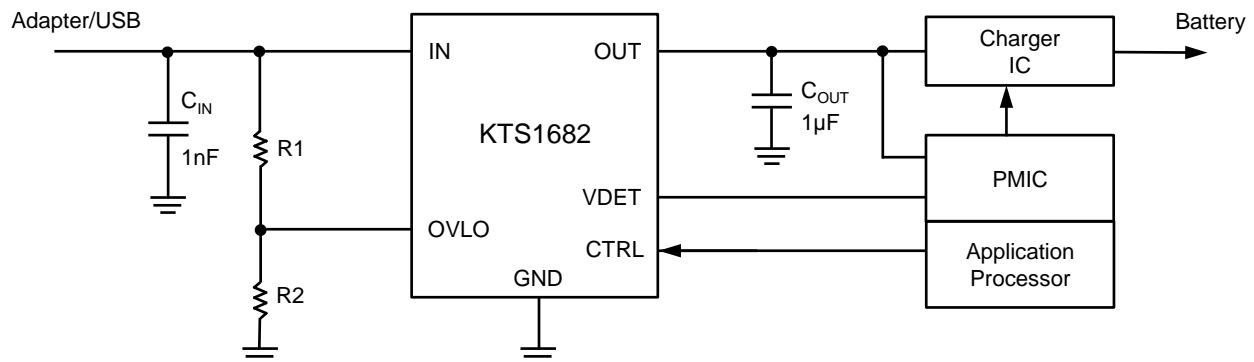 Adapter/USB
Battery
IN
OUT
Charger
IC
C_IN
1nF
R1
KTS1682
C_OUT
1µF
PMIC
VDET
OVLO
CTRL
Application
Processor
GND
R2